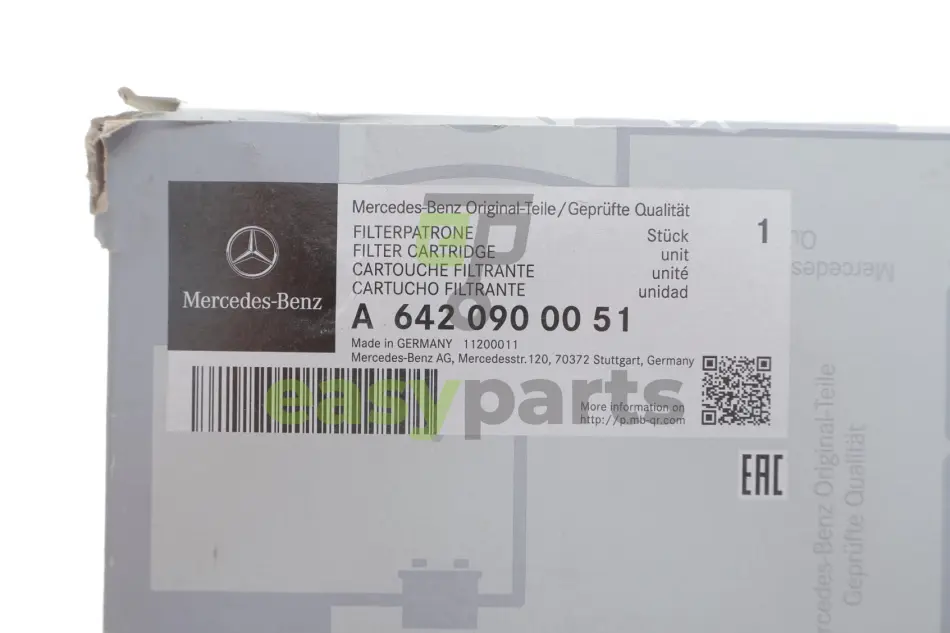 Mercedes-Benz Original-Teile/Geprüfte Qualität
FILTERPATRONE Stück 1
FILTER CARTRIDGE unit
CARTOUCHE FILTRANTE unité
CARTUCHO FILTRANTE unidad
Mercedes-Benz
A 642 090 00 51
Made in GERMANY 11200011
Mercedes-Benz AG, Mercedesstr.120, 70372 Stuttgart, Germany
easyparts
More information on
http://p.mb-qr.com
EAC
Mercedes
rcedes-Benz Original-Teile
Geprüfte Qualität